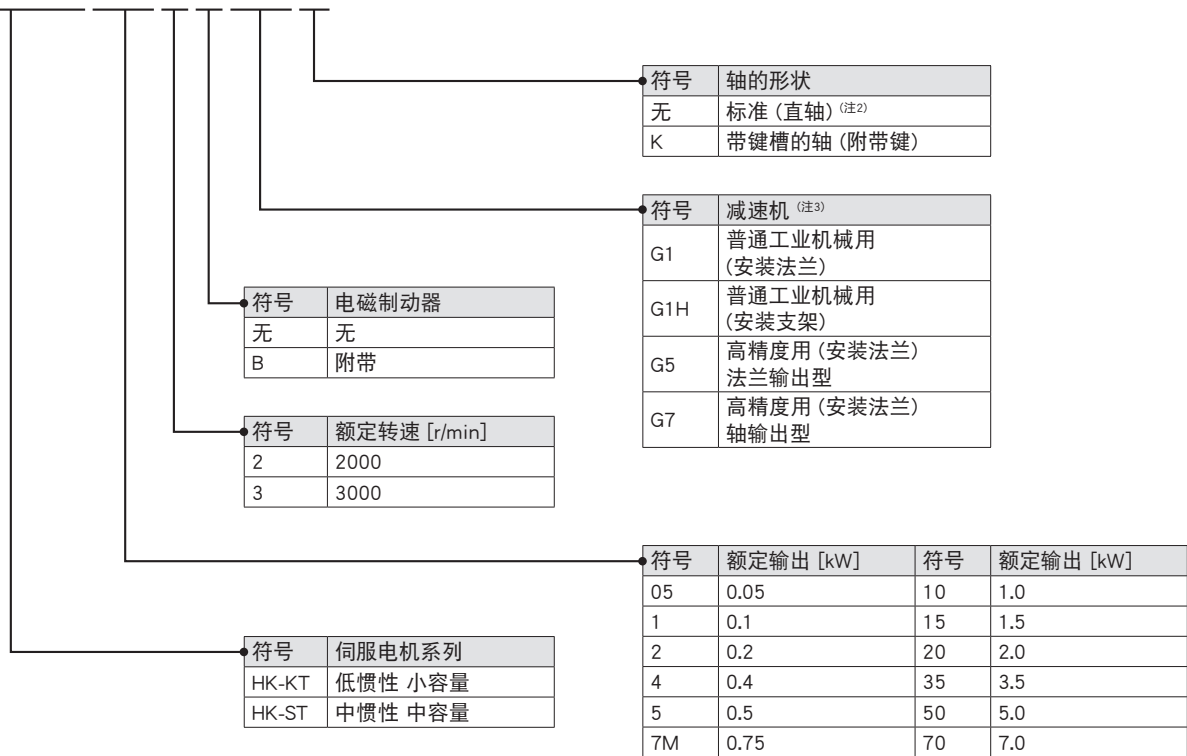 符号 轴的形状
无 标准 (直轴) (注2)
K 带键槽的轴 (附带键)
符号 减速机 (注3)
G1 普通工业机械用
(安装法兰)
G1H 普通工业机械用
(安装支架)
G5 高精度用 (安装法兰)
法兰输出型
G7 高精度用 (安装法兰)
轴输出型
符号 电磁制动器
无 无
B 附带
符号 额定转速 [r/min]
2 2000
3 3000
符号 额定输出 [kW] 符号 额定输出 [kW]
05 0.05 10 1.0
1 0.1 15 1.5
2 0.2 20 2.0
4 0.4 35 3.5
5 0.5 50 5.0
7M 0.75 70 7.0
符号 伺服电机系列
HK-KT 低惯性 小容量
HK-ST 中惯性 中容量